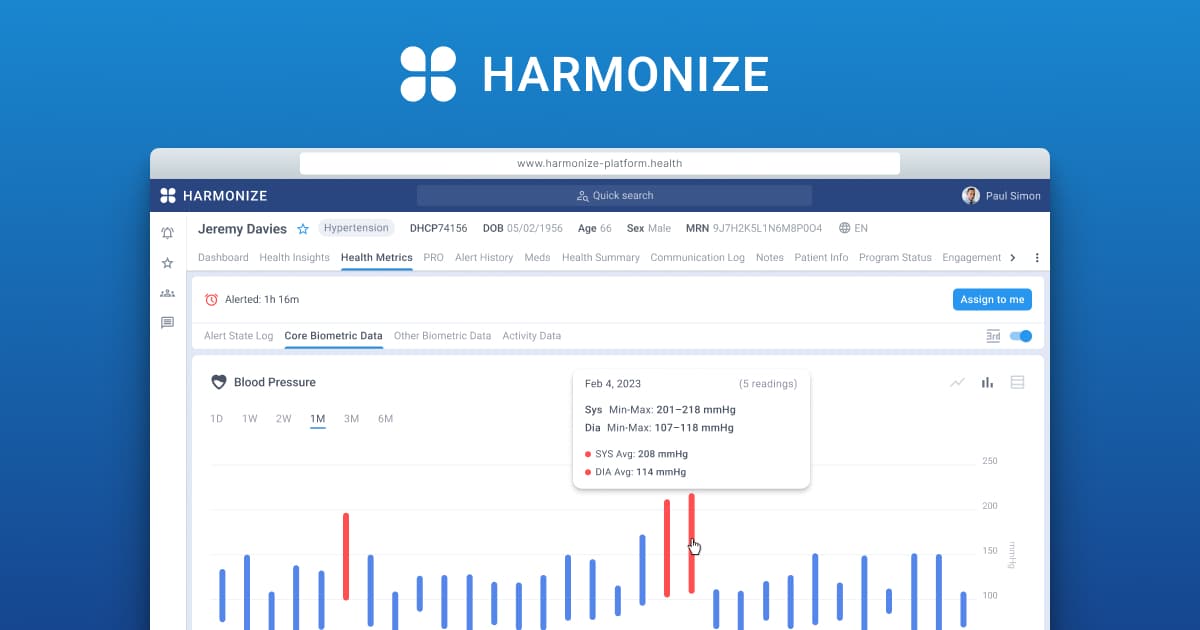 HARMONIZE
www.harmonize-platform.health
HARMONIZE
Quick search
Paul Simon
Jeremy Davies Hypertension DHCP74156 DOB 05/02/1956 Age 66 Sex Male MRN 9J7H2K5L1N6M8P0O4 EN
Dashboard Health Insights Health Metrics PRO Alert History Meds Health Summary Communication Log Notes Patient Info Program Status Engagement
Alerted: 1h 16m
Assign to me
Alert State Log Core Biometric Data Other Biometric Data Activity Data 3rd
Blood Pressure
1D 1W 2W 1M 3M 6M
Feb 4, 2023 (5 readings)
Sys Min-Max: 201–218 mmHg
Dia Min-Max: 107–118 mmHg
SYS Avg: 208 mmHg
DIA Avg: 114 mmHg
250
200
150
100
mmHg